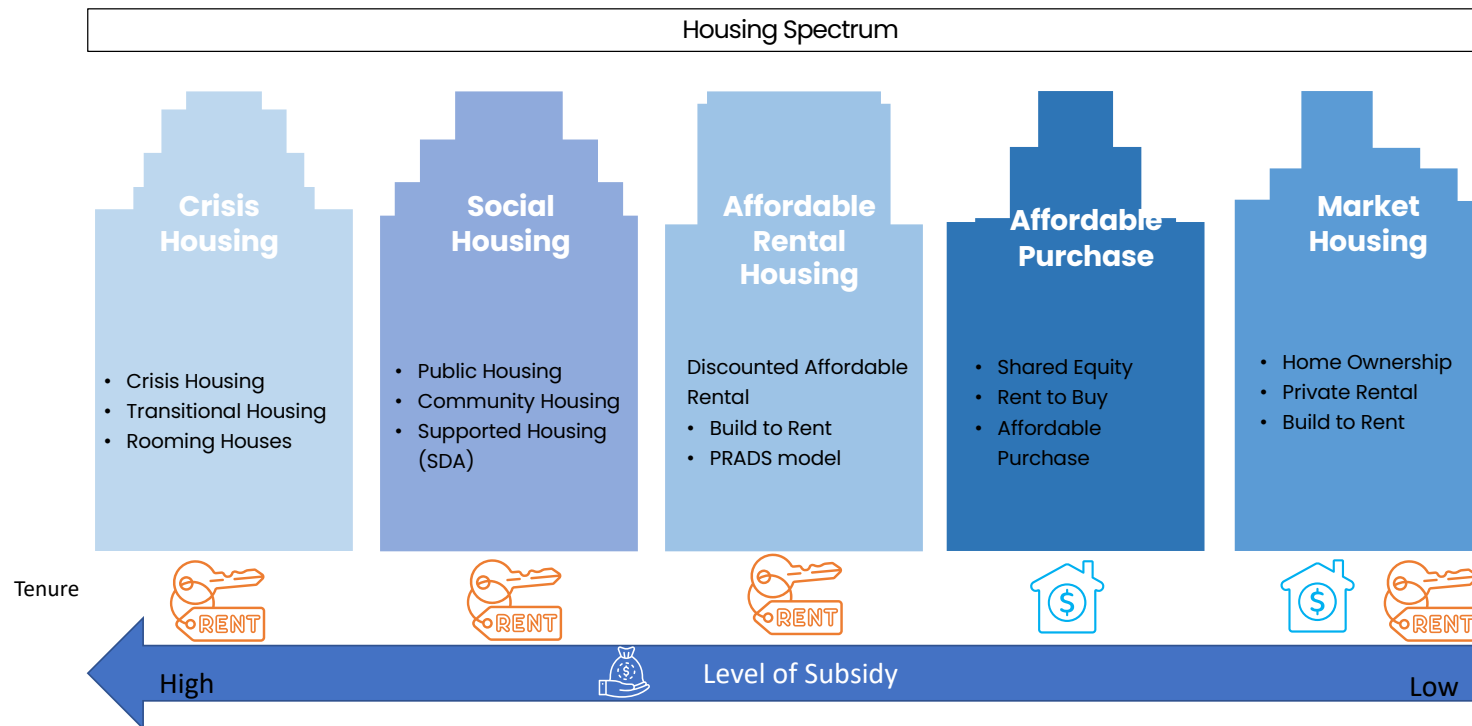 Housing Spectrum
Crisis
Housing
Social
Housing
Affordable
Rental
Housing
Affordable
Purchase
Market
Housing
• Crisis Housing
• Transitional Housing
• Rooming Houses
• Public Housing
• Community Housing
• Supported Housing
(SDA)
Discounted Affordable
Rental
• Build to Rent
• PRADS model
• Shared Equity
• Rent to Buy
• Affordable
Purchase
• Home Ownership
• Private Rental
• Build to Rent
Tenure
RENT
RENT
RENT
$
$
RENT
High
$
Level of Subsidy
Low